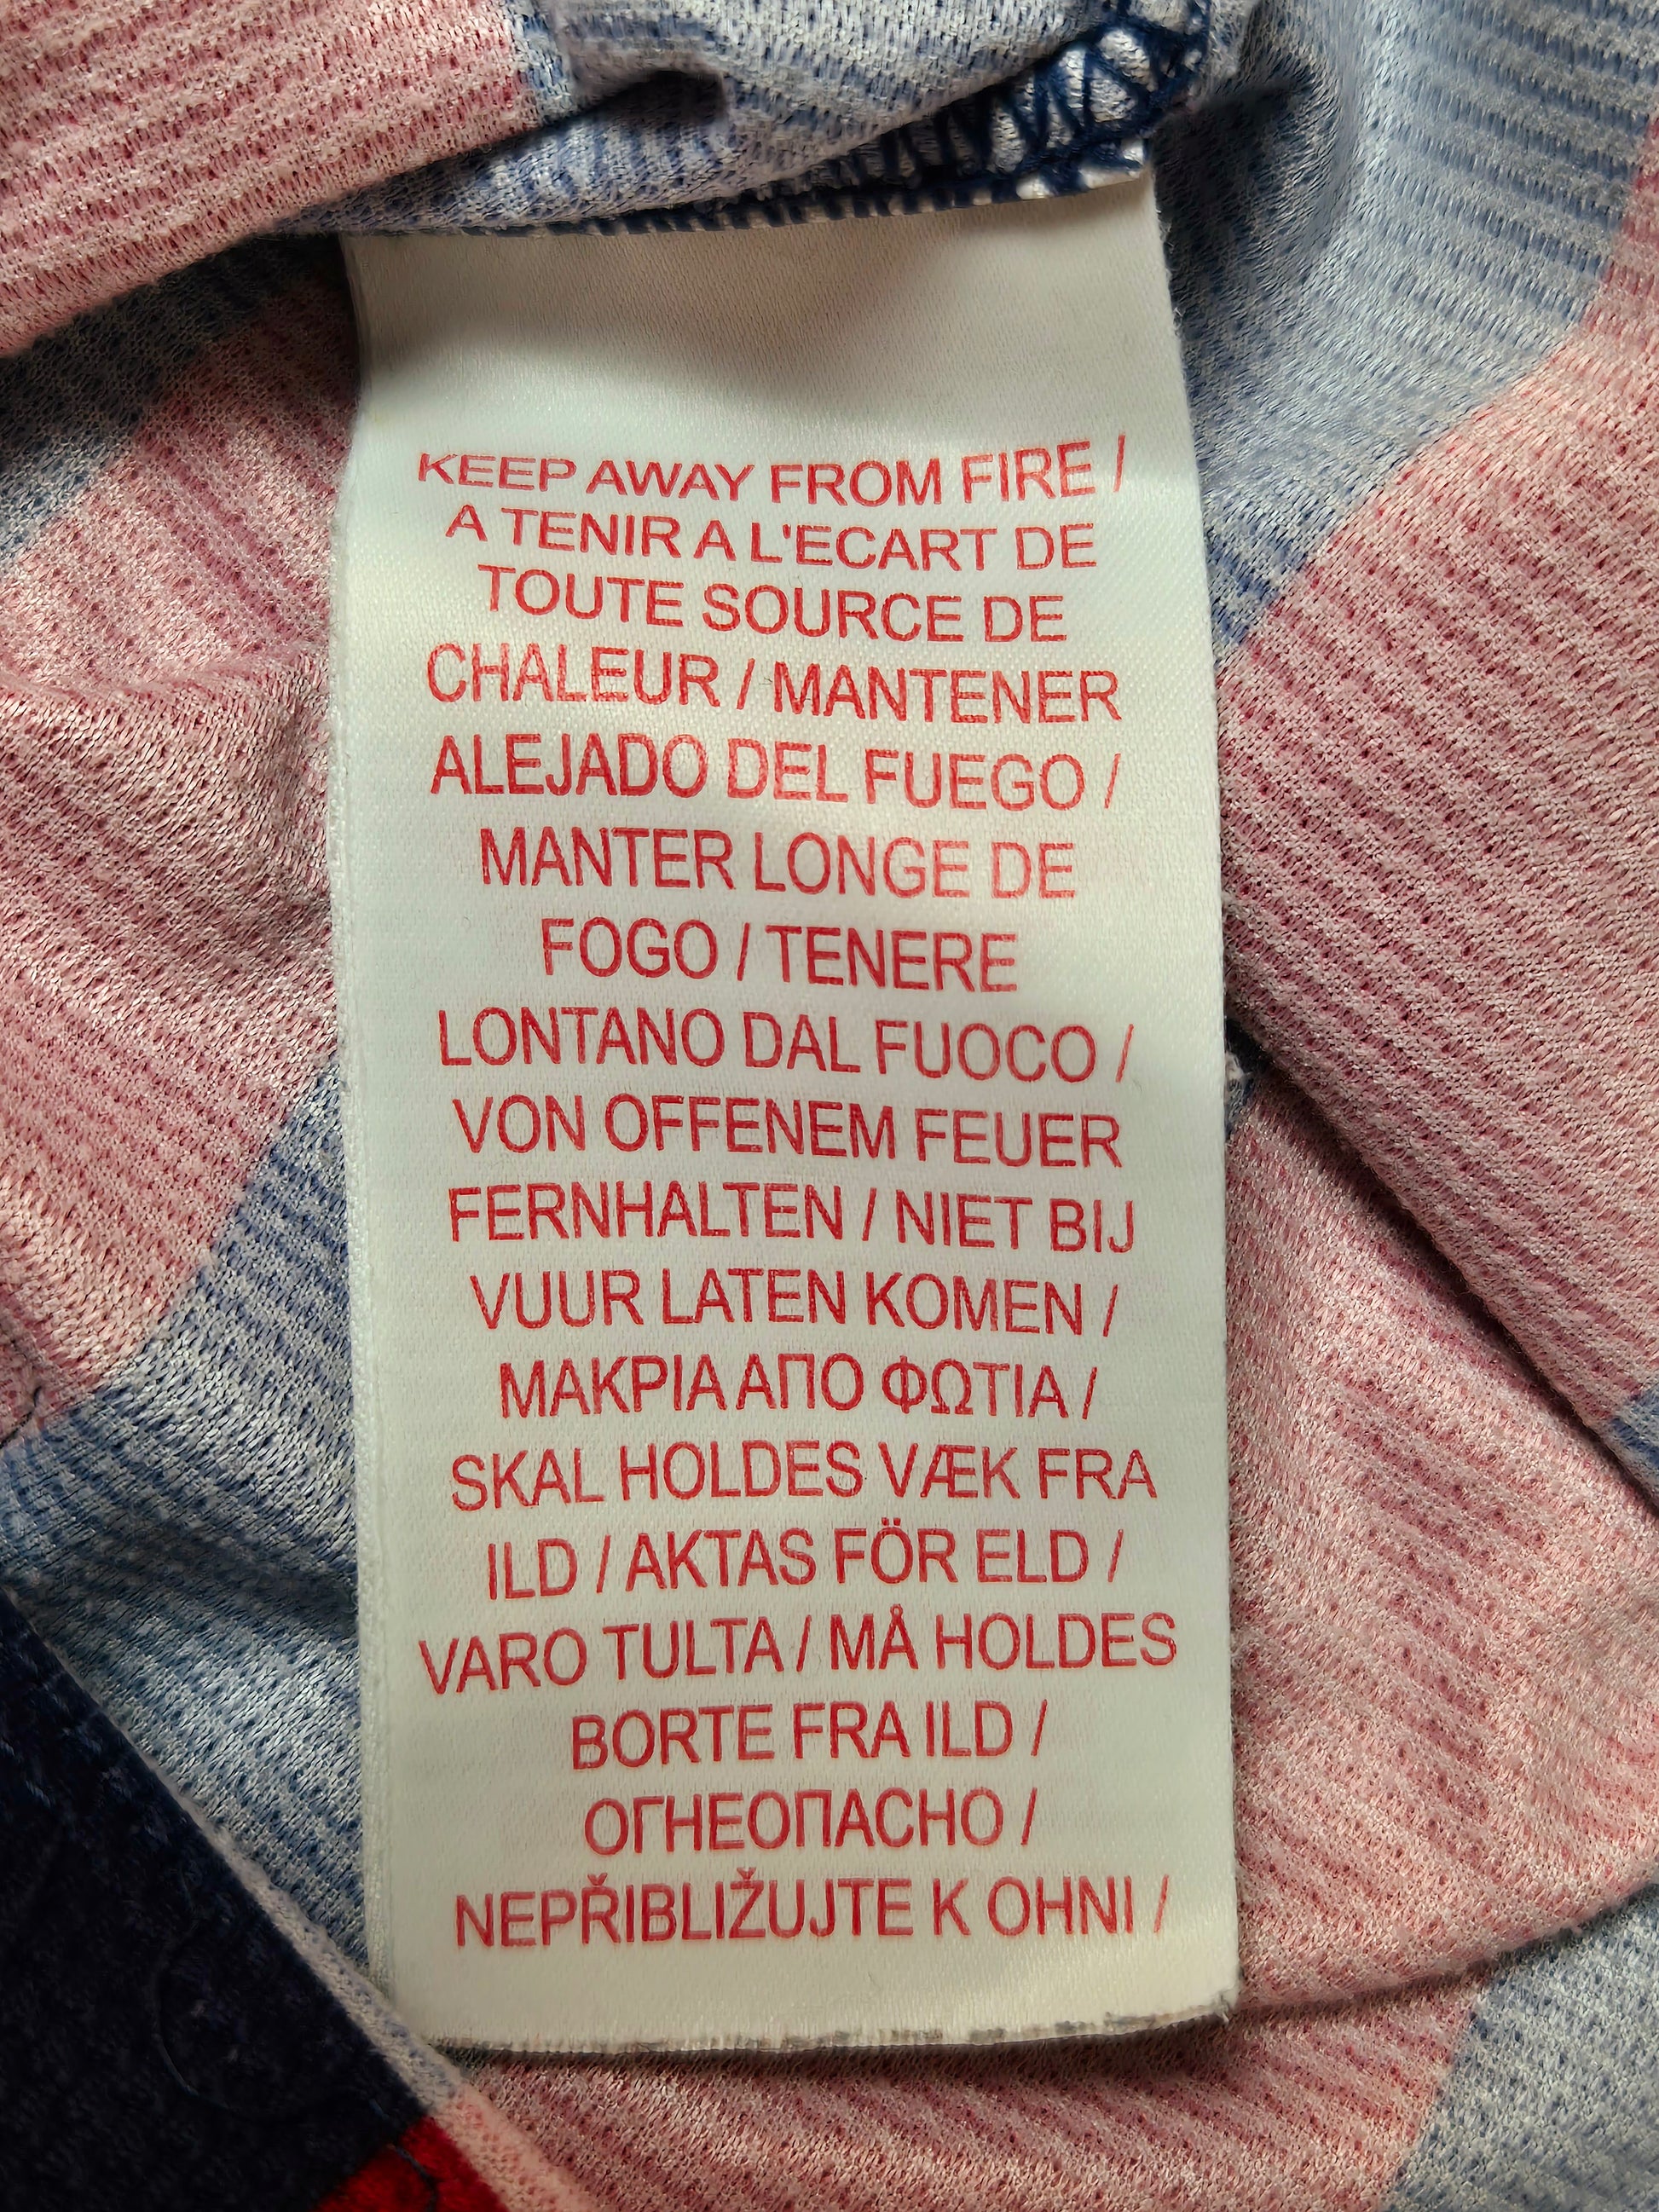 KEEP AWAY FROM FIRE /
A TENIR A L'ECART DE
TOUTE SOURCE DE
CHALEUR / MANTENER
ALEJADO DEL FUEGO /
MANTER LONGE DE
FOGO / TENERE
LONTANO DAL FUOCO /
VON OFFENEM FEUER
FERNHALTEN / NIET BIJ
VUUR LATEN KOMEN /
ΜΑΚΡΙΑ ΑΠΟ ΦΩΤΙΑ /
SKAL HOLDES VÆK FRA
ILD / AKTAS FÖR ELD /
VARO TULTA / MÅ HOLDES
BORTE FRA ILD /
ОГНЕОПАСНО /
NEPŘIBLIŽUJTE K OHNI /